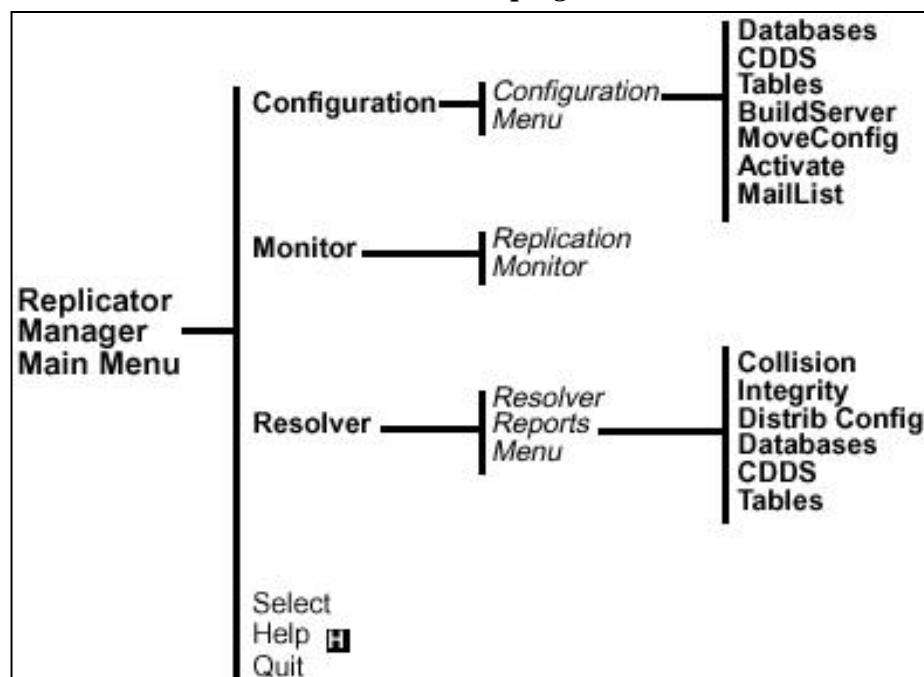 Replicator
Manager
Main Menu
Configuration
Configuration
Menu
Databases
CDDS
Tables
BuildServer
MoveConfig
Activate
MailList
Monitor
Replication
Monitor
Resolver
Resolver
Reports
Menu
Collision
Integrity
Distrib Config
Databases
CDDS
Tables
Select
Help H
Quit